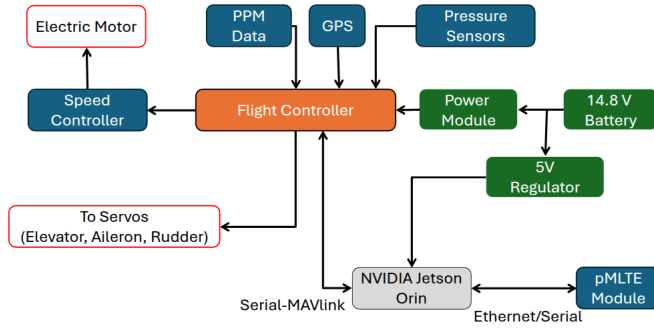 Electric Motor
PPM
Data
GPS
Pressure
Sensors
Speed
Controller
Flight Controller
Power
Module
14.8 V
Battery
5V
Regulator
To Servos
(Elevator, Aileron, Rudder)
NVIDIA Jetson
Orin
pMLTE
Module
Serial-MAVlink
Ethernet/Serial